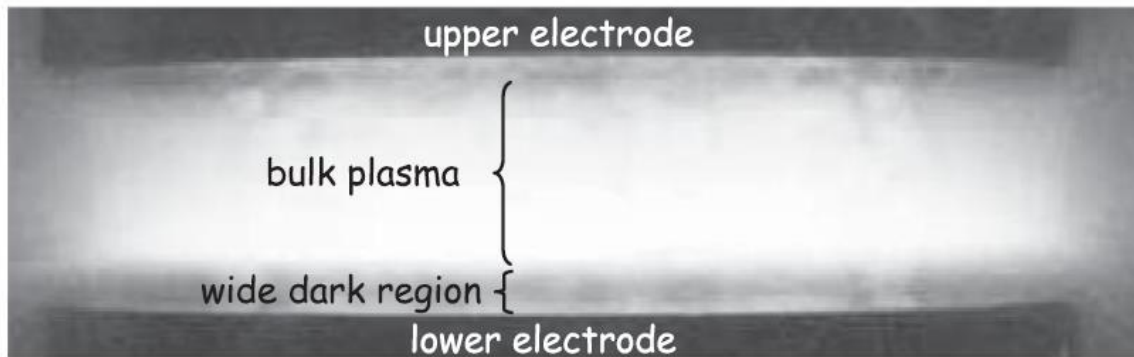 upper electrode
bulk plasma
wide dark region
lower electrode